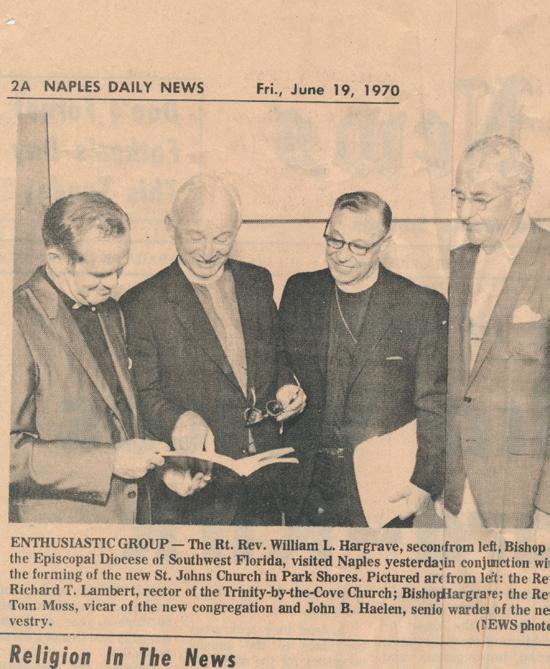 2A NAPLES DAILY NEWS Fri., June 19, 1970
ENTHUSIASTIC GROUP — The Rt. Rev. William L. Hargrave, second from left, Bishop
the Episcopal Diocese of Southwest Florida, visited Naples yesterday in conjunction wi
the forming of the new St. Johns Church in Park Shores. Pictured are from left: the Re
Richard T. Lambert, rector of the Trinity-by-the-Cove Church; Bishop Hargrave; the Re
Tom Moss, vicar of the new congregation and John B. Haelen, senio warden of the ne
vestry. (NEWS phot
Religion In The News